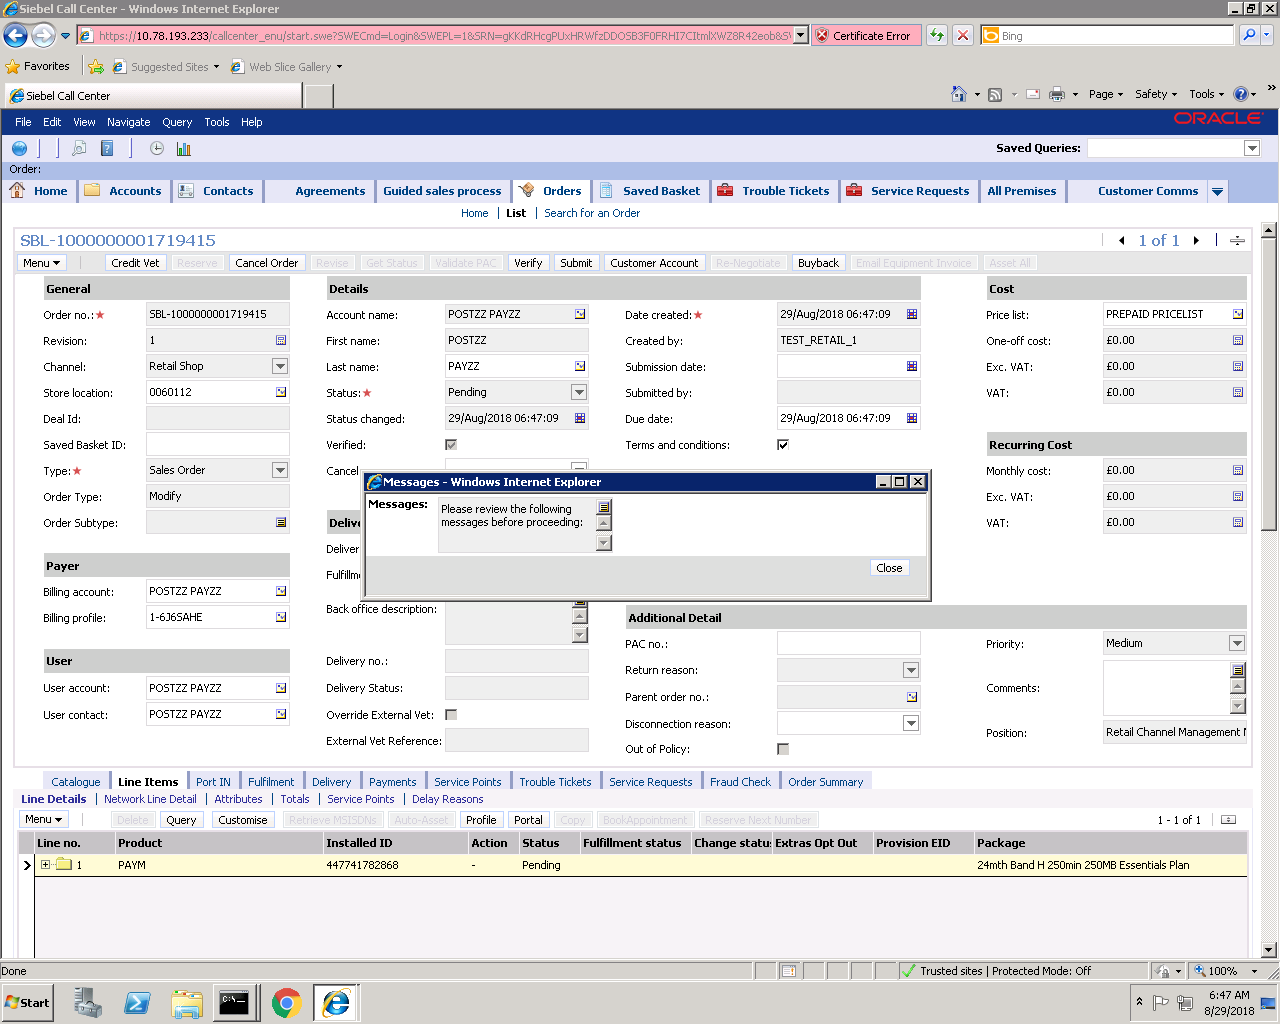 Siebel Call Center - Windows Internet Explorer
https://10.78.193.233/callcenter_enu/start.swe?SWECmd=Login&SWEPL=1&SRN=gKKdRHcgPUxHRWfzDDOSB3F0FRHI7CItmlXWZ8R42eob&S
Certificate Error
Bing
Favorites
Suggested Sites
Web Slice Gallery
Siebel Call Center
Page
Safety
Tools
File Edit View Navigate Query Tools Help
ORACLE
Saved Queries:
Order:
Home Accounts Contacts Agreements Guided sales process Orders Saved Basket Trouble Tickets Service Requests All Premises Customer Comms
Home | List | Search for an Order
SBL-1000000001719415
1 of 1
Menu Credit Vet Reserve Cancel Order Revise Get Status Validate PAC Verify Submit Customer Account Re-Negotiate Buyback Email Equipment Invoice Asset All
General Details Cost
Order no.:★ SBL-1000000001719415 Account name: POSTZZ PAYZZ Date created:★ 29/Aug/2018 06:47:09 Price list: PREPAID PRICELIST
Revision: 1 First name: POSTZZ Created by: TEST_RETAIL_1 One-off cost: £0.00
Channel: Retail Shop Last name: PAYZZ Submission date: Exc. VAT: £0.00
Store location: 0060112 Status:★ Pending Submitted by: VAT: £0.00
Deal Id: Status changed: 29/Aug/2018 06:47:09 Due date: 29/Aug/2018 06:47:09
Saved Basket ID: Verified: Terms and conditions: Recurring Cost
Type:★ Sales Order Cancel Monthly cost: £0.00
Order Type: Modify Exc. VAT: £0.00
Order Subtype: Delive VAT: £0.00
Messages - Windows Internet Explorer
Messages: Please review the following
messages before proceeding:
Close
Deliver
Fulfillm
Payer
Billing account: POSTZZ PAYZZ
Billing profile: 1-6J6SAHE
Back office description:
Additional Detail
User
User account: POSTZZ PAYZZ
User contact: POSTZZ PAYZZ
Delivery no.:
Delivery Status:
Override External Vet:
External Vet Reference:
PAC no.:
Return reason:
Parent order no.:
Disconnection reason:
Out of Policy:
Priority: Medium
Comments:
Position: Retail Channel Management
Catalogue Line Items Port IN Fulfilment Delivery Payments Service Points Trouble Tickets Service Requests Fraud Check Order Summary
Line Details | Network Line Detail | Attributes | Totals | Service Points | Delay Reasons
Menu Delete Query Customise Retrieve MSISDNs Auto-Asset Profile Portal Copy BookAppointment Reserve Next Number 1 - 1 of 1
Line no. Product Installed ID Action Status Fulfillment status Change statu Extras Opt Out Provision EID Package
1 PAYM 447741782868 - Pending 24mth Band H 250min 250MB Essentials Plan
Done
Trusted sites | Protected Mode: Off
100%
Start
6:47 AM
8/29/2018